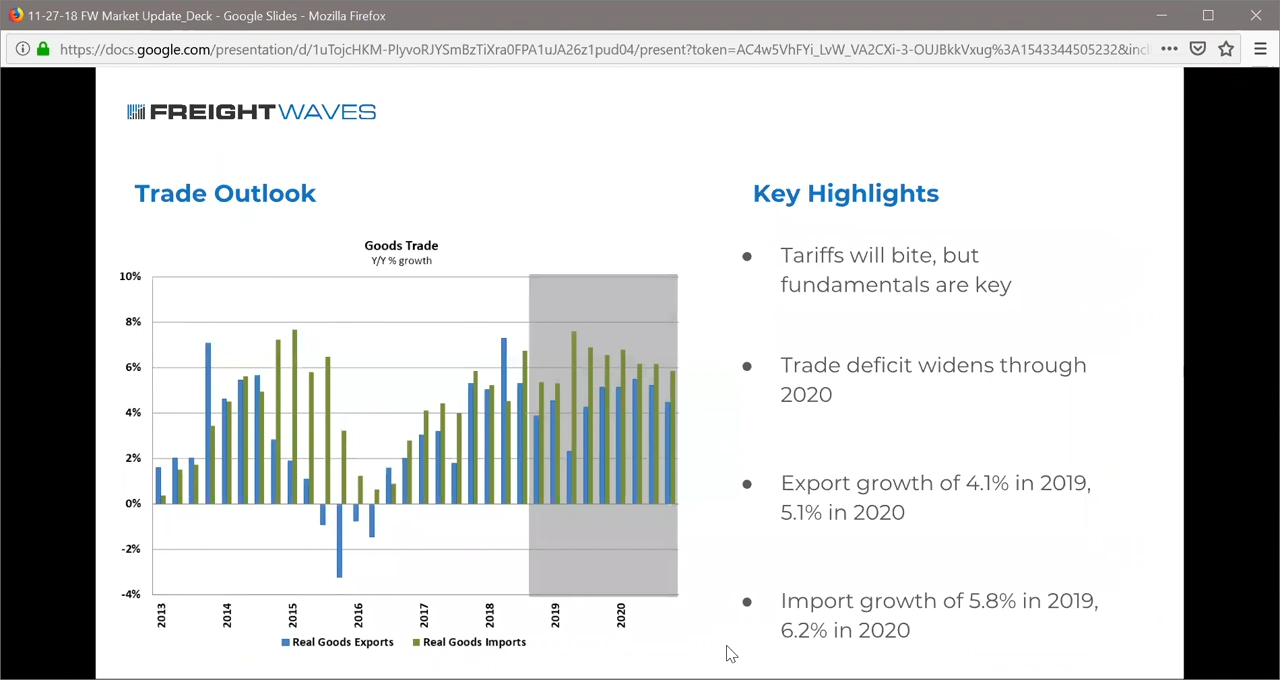 11-27-18 FW Market Update_Deck - Google Slides - Mozilla Firefox
https://docs.google.com/presentation/d/1uTojcHKM-PIyvoRJYSmBzTiXra0FPA1uJA26z1pud04/present?token=AC4w5VhFYi_LvW_VA2CXi-3-OUJBkkVxug%3A1543344505232&incl
FREIGHTWAVES
Trade Outlook
Goods Trade
Y/Y % growth
10%
8%
6%
4%
2%
0%
-2%
-4%
2013 2014 2015 2016 2017 2018 2019 2020
Real Goods Exports Real Goods Imports
Key Highlights
● Tariffs will bite, but
fundamentals are key
● Trade deficit widens through
2020
● Export growth of 4.1% in 2019,
5.1% in 2020
● Import growth of 5.8% in 2019,
6.2% in 2020